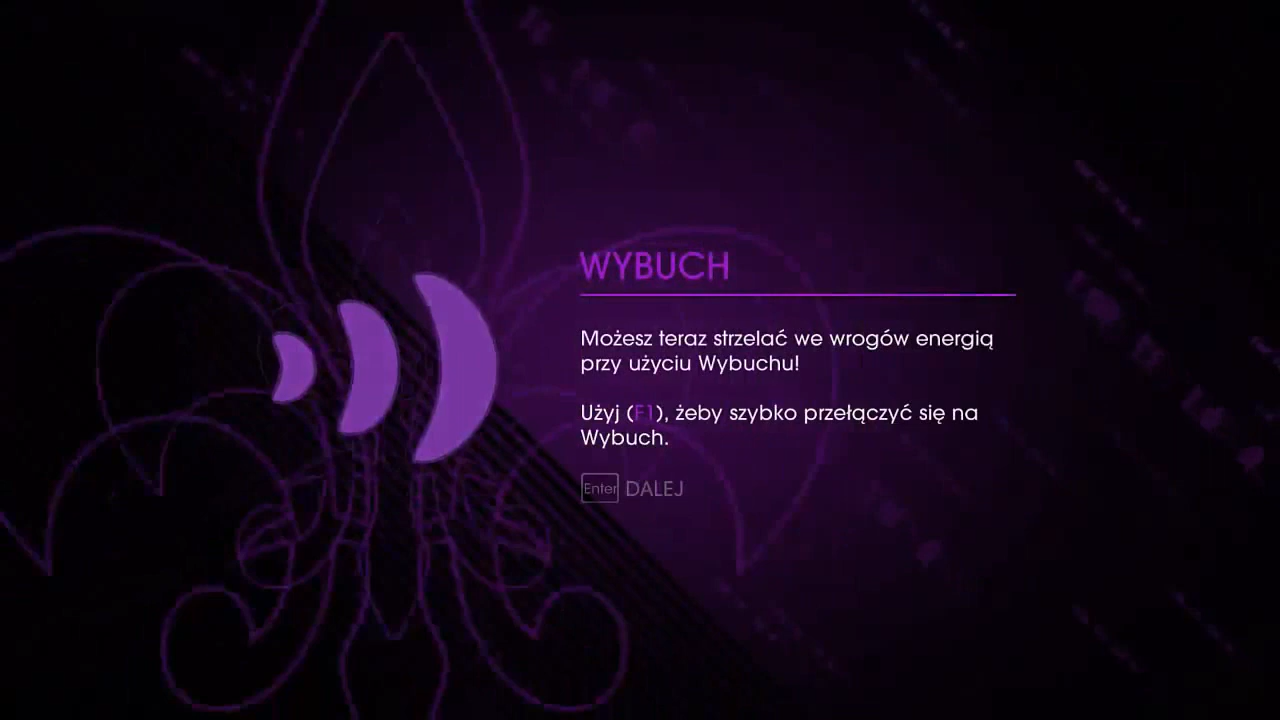 WYBUCH
Możesz teraz strzelać we wrogów energią
przy użyciu Wybuchu!
Użyj (F1), żeby szybko przełączyć się na
Wybuch.
Enter DALEJ